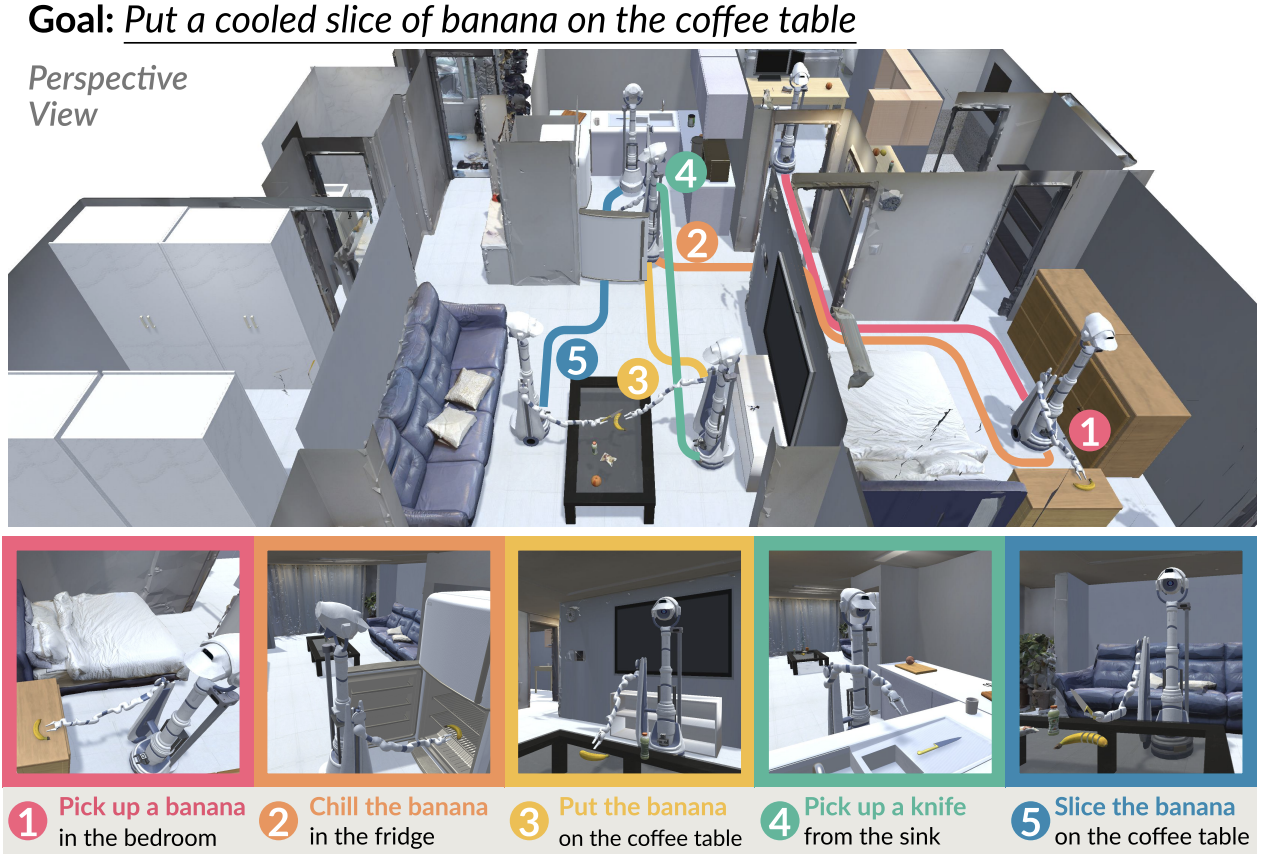 Goal: Put a cooled slice of banana on the coffee table
Perspective
View
4
2
5
3
1
1 Pick up a banana
in the bedroom
2 Chill the banana
in the fridge
3 Put the banana
on the coffee table
4 Pick up a knife
from the sink
5 Slice the banana
on the coffee table